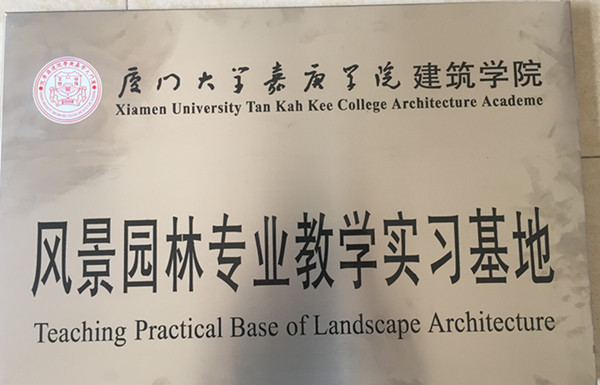 厦门大学嘉庚学院建筑学院
Xiamen University Tan Kah Kee College Architecture Academe
风景园林专业教学实习基地
Teaching Practical Base of Landscape Architecture